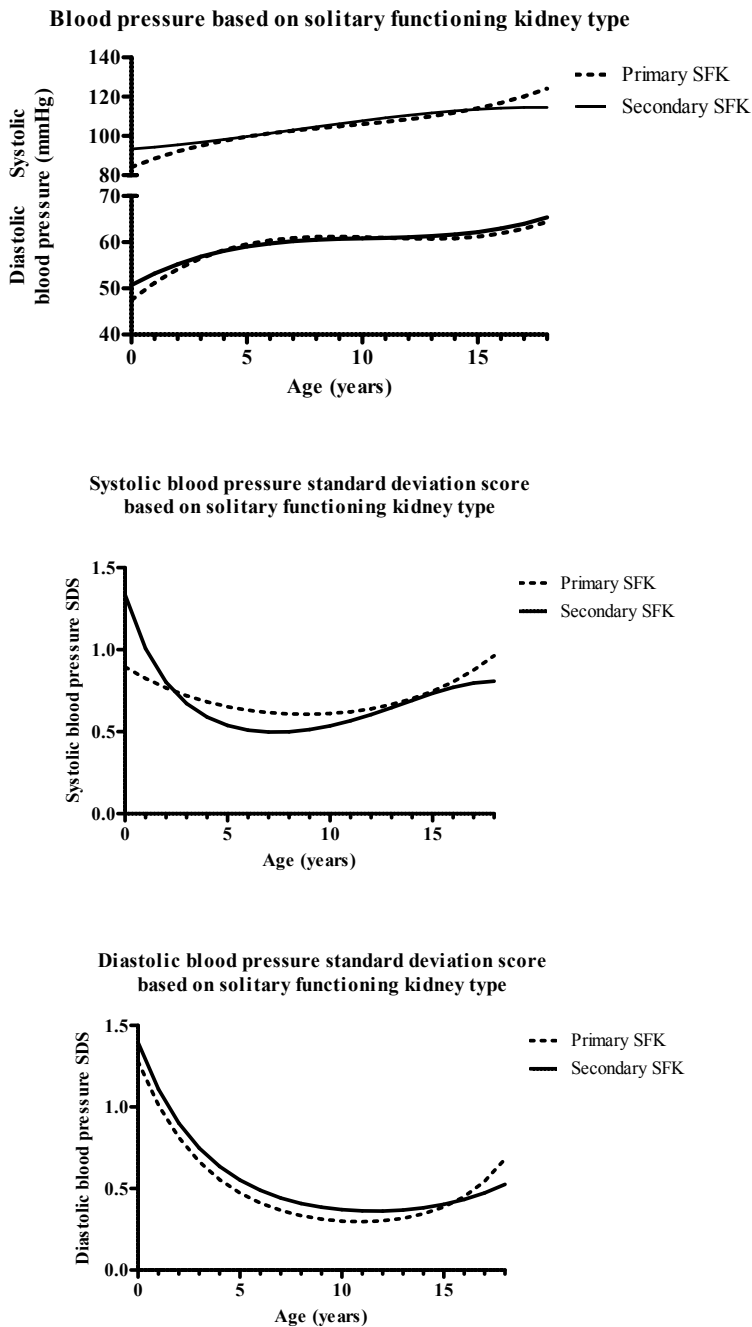 Blood pressure based on solitary functioning kidney type
Diastolic Systolic
blood pressure (mmHg)
140
120
100
80
70
60
50
40
0 5 10 15
Age (years)
Primary SFK
Secondary SFK
Systolic blood pressure standard deviation score
based on solitary functioning kidney type
Systolic blood pressure SDS
1.5
1.0
0.5
0.0
0 5 10 15
Age (years)
Primary SFK
Secondary SFK
Diastolic blood pressure standard deviation score
based on solitary functioning kidney type
Diastolic blood pressure SDS
1.5
1.0
0.5
0.0
0 5 10 15
Age (years)
Primary SFK
Secondary SFK